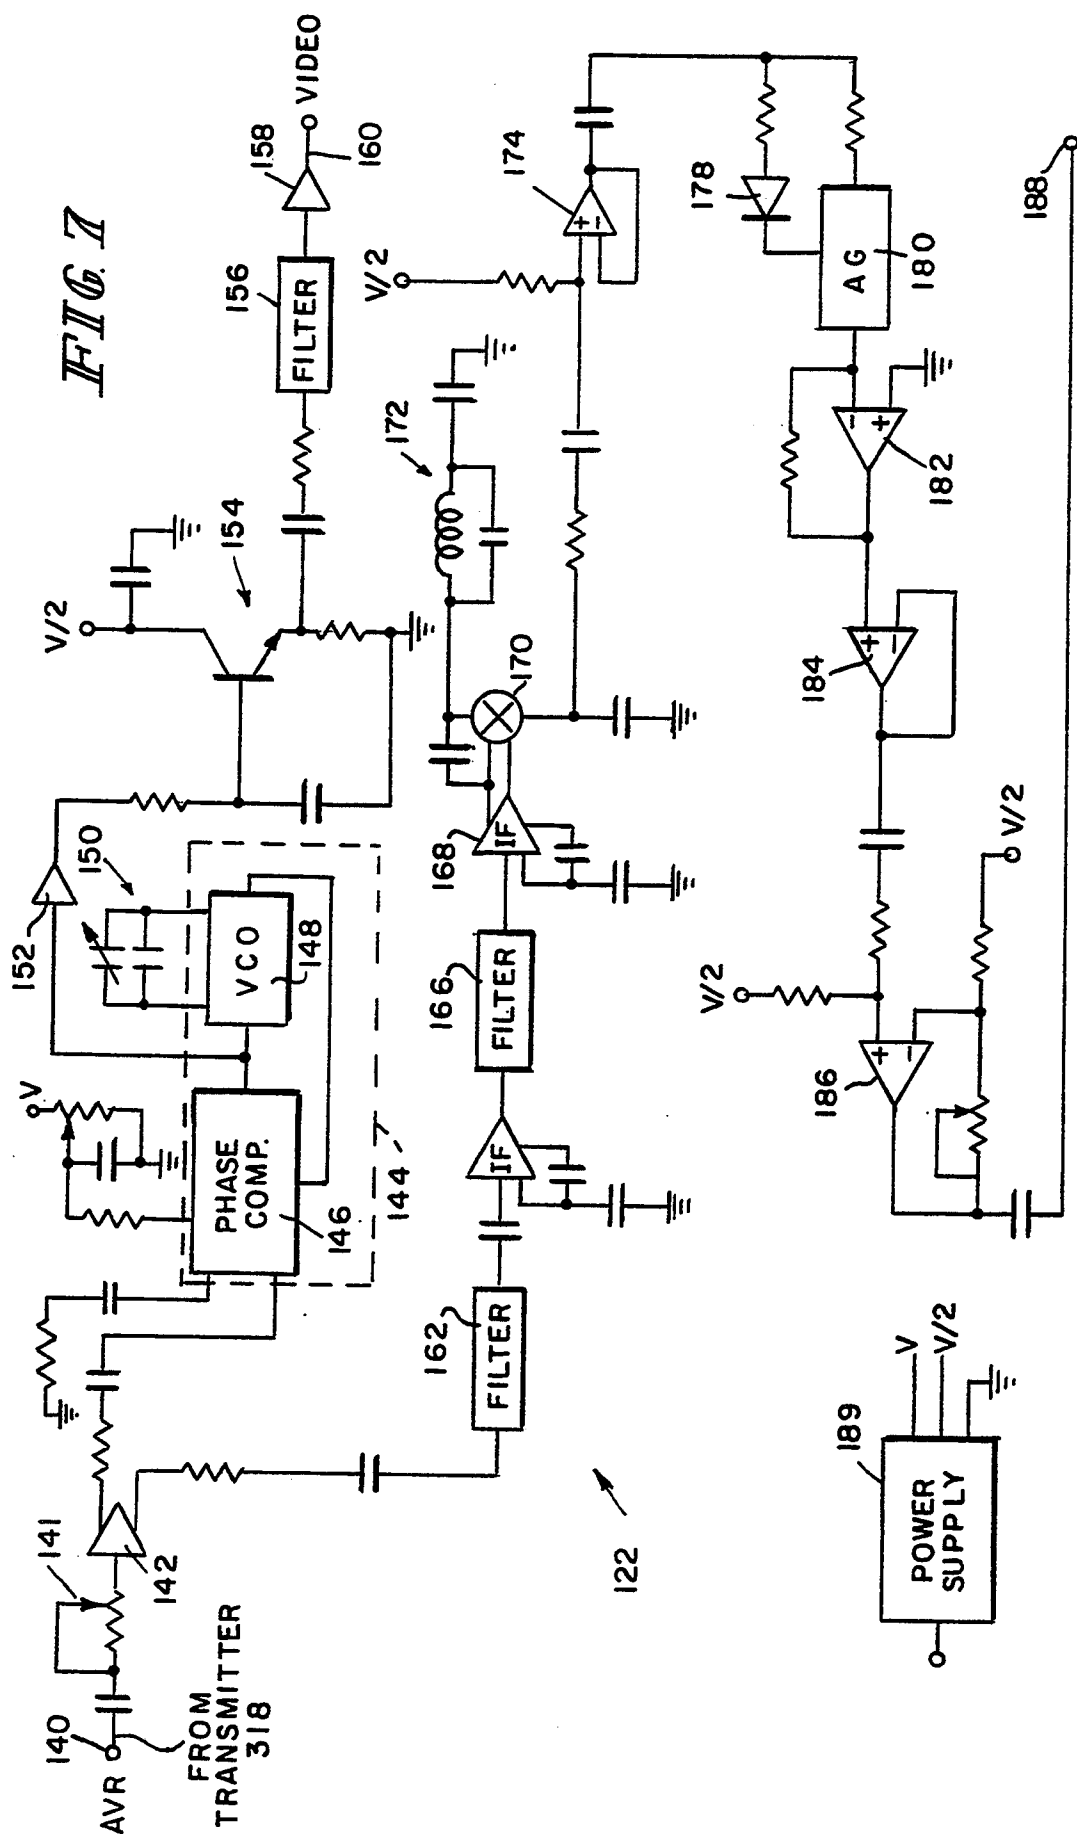 FIG. 7
AVR
140
FROM
TRANSMITTER
318
141
142
V
PHASE
COMP.
146
144
VCO
148
150
152
V/2
154
FILTER
156
158
VIDEO
160
122
FILTER
162
IF
FILTER
166
IF
168
170
172
V/2
+
−
174
178
AG
180
−
+
182
+
−
184
V/2
+
−
186
V/2
188
POWER
SUPPLY
189
V
V/2